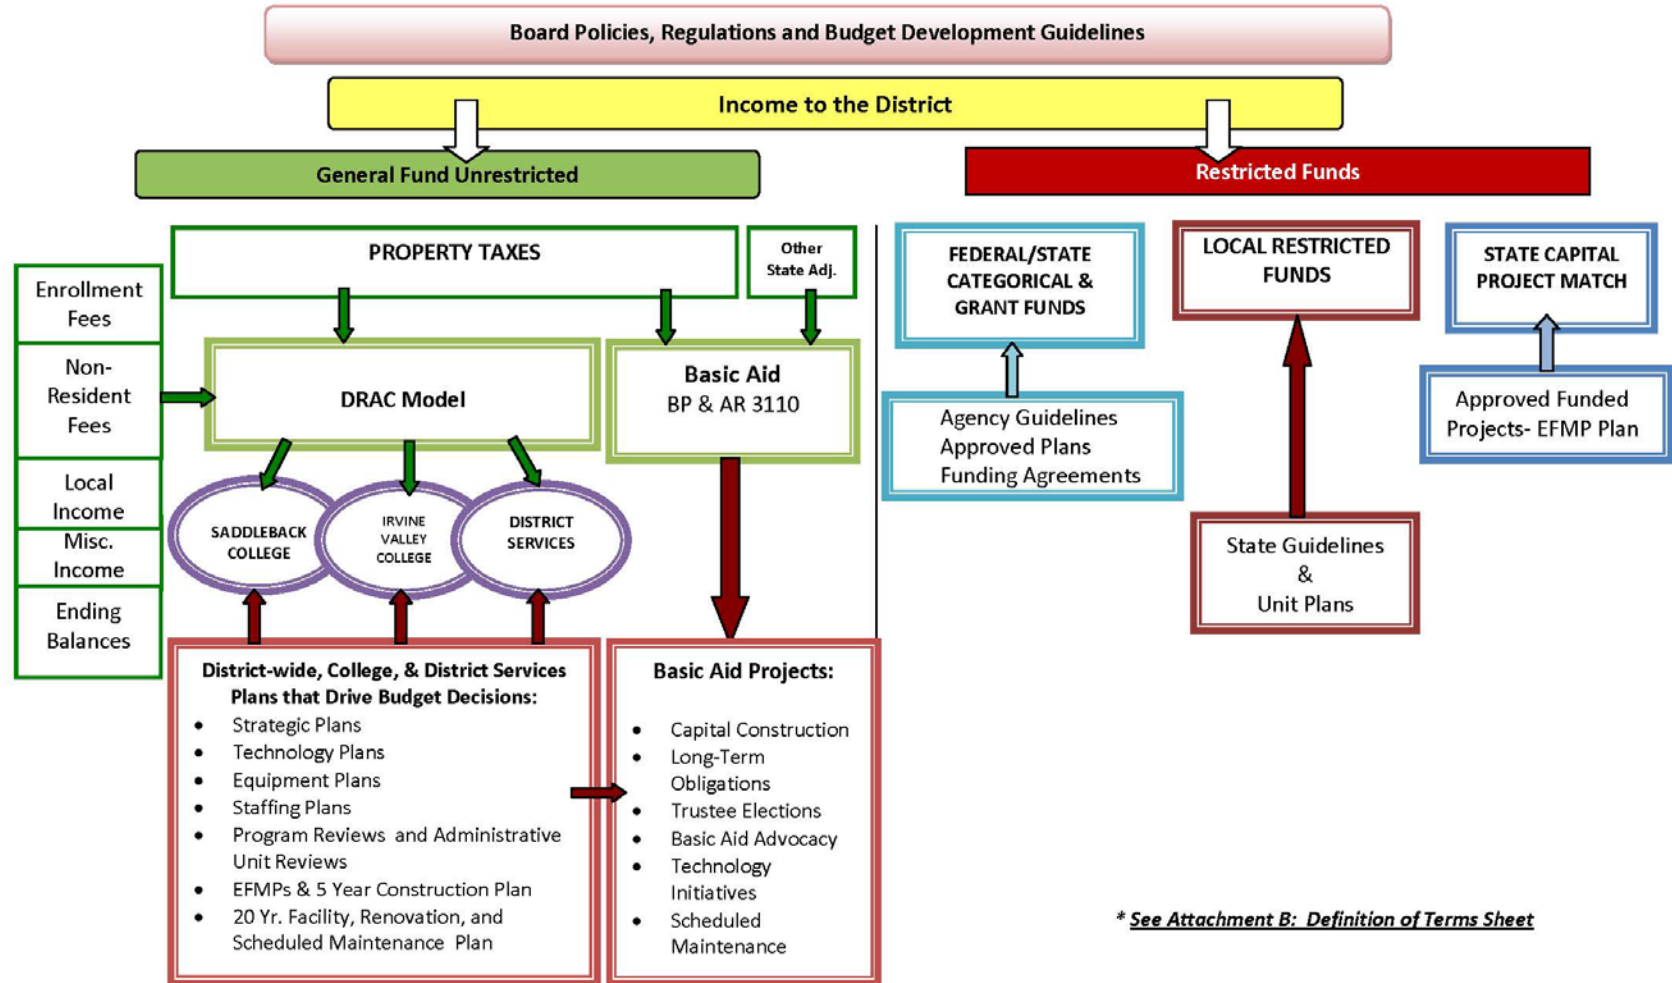 Board Policies, Regulations and Budget Development Guidelines
Income to the District
General Fund Unrestricted
Restricted Funds
PROPERTY TAXES
Other
State Adj.
Enrollment
Fees
Non-
Resident
Fees
Local
Income
Misc.
Income
Ending
Balances
DRAC Model
Basic Aid
BP & AR 3110
SADDLEBACK
COLLEGE
IRVINE
VALLEY
COLLEGE
DISTRICT
SERVICES
District-wide, College, & District Services
Plans that Drive Budget Decisions:
• Strategic Plans
• Technology Plans
• Equipment Plans
• Staffing Plans
• Program Reviews and Administrative
Unit Reviews
• EFMPs & 5 Year Construction Plan
• 20 Yr. Facility, Renovation, and
Scheduled Maintenance Plan
Basic Aid Projects:
• Capital Construction
• Long-Term
Obligations
• Trustee Elections
• Basic Aid Advocacy
• Technology
Initiatives
• Scheduled
Maintenance
FEDERAL/STATE
CATEGORICAL &
GRANT FUNDS
Agency Guidelines
Approved Plans
Funding Agreements
LOCAL RESTRICTED
FUNDS
State Guidelines
&
Unit Plans
STATE CAPITAL
PROJECT MATCH
Approved Funded
Projects- EFMP Plan
* See Attachment B: Definition of Terms Sheet